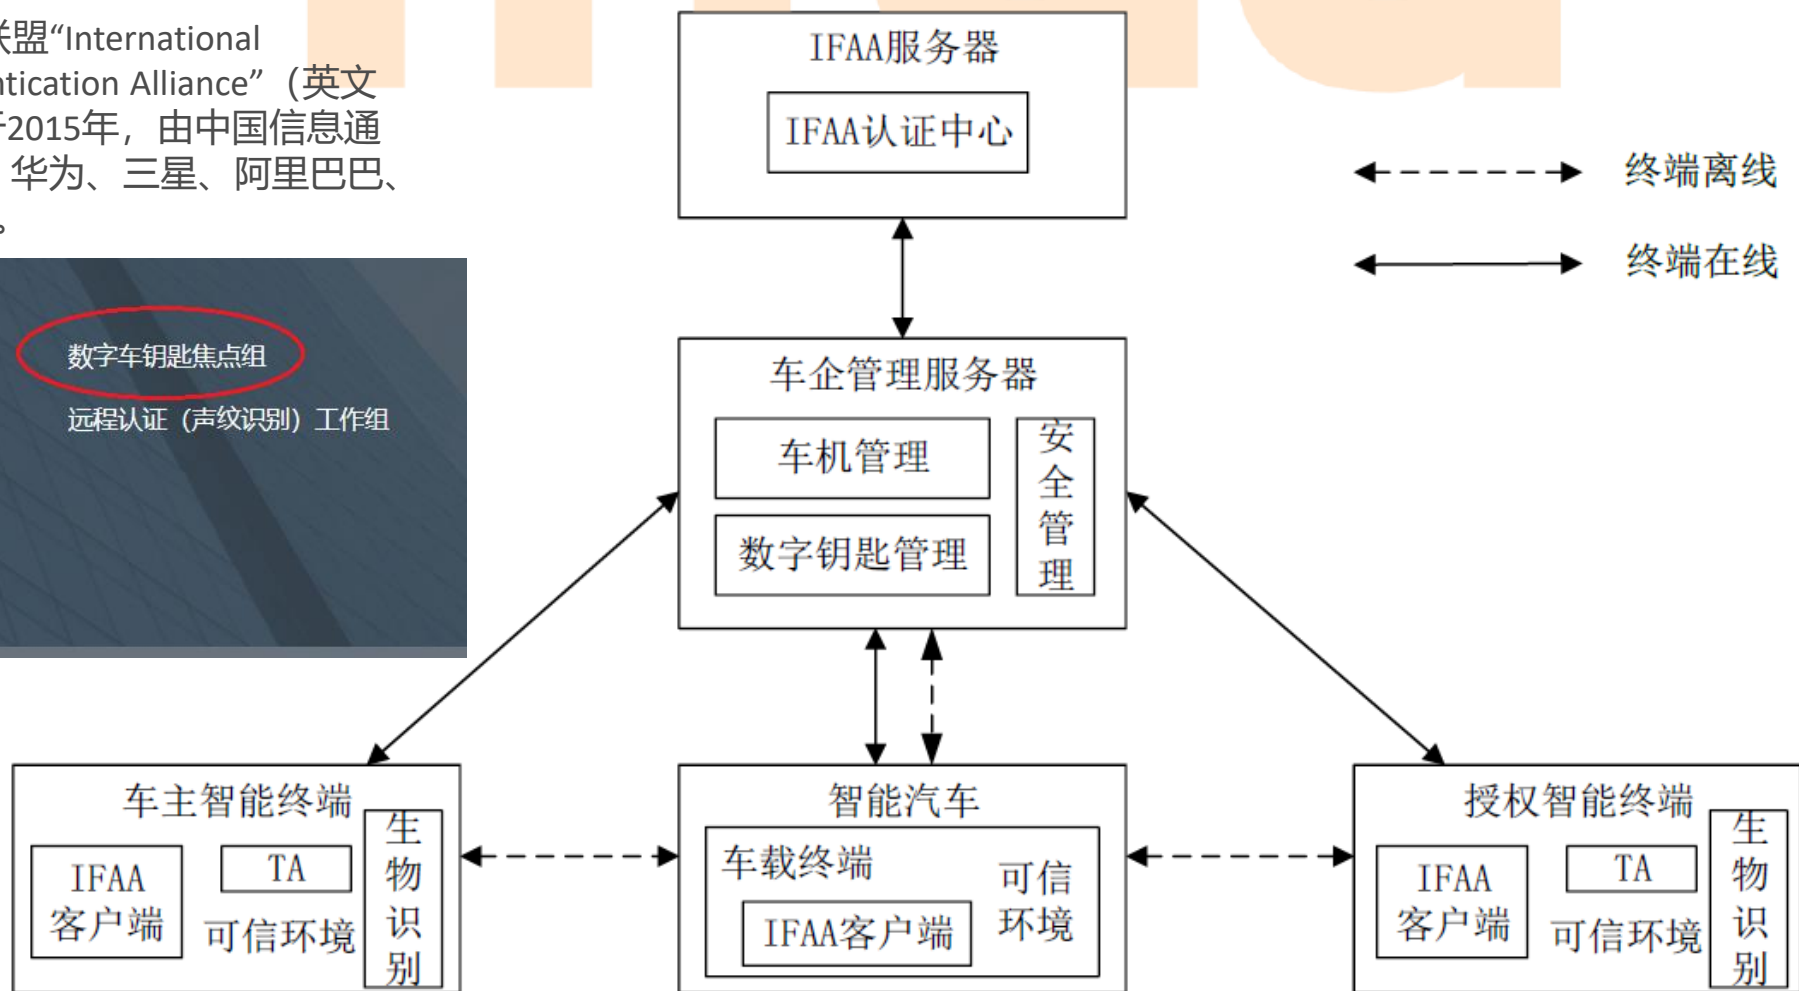 联盟“International
ntication Alliance”（英文
于2015年，由中国信息通
华为、三星、阿里巴巴、
。
数字车钥匙焦点组
远程认证（声纹识别）工作组
IFAA服务器
IFAA认证中心
终端离线
终端在线
车企管理服务器
车机管理
数字钥匙管理
安全管理
车主智能终端
IFAA
客户端
TA
可信环境
生物识别
智能汽车
车载终端
IFAA客户端
可信
环境
授权智能终端
IFAA
客户端
TA
可信环境
生物识别